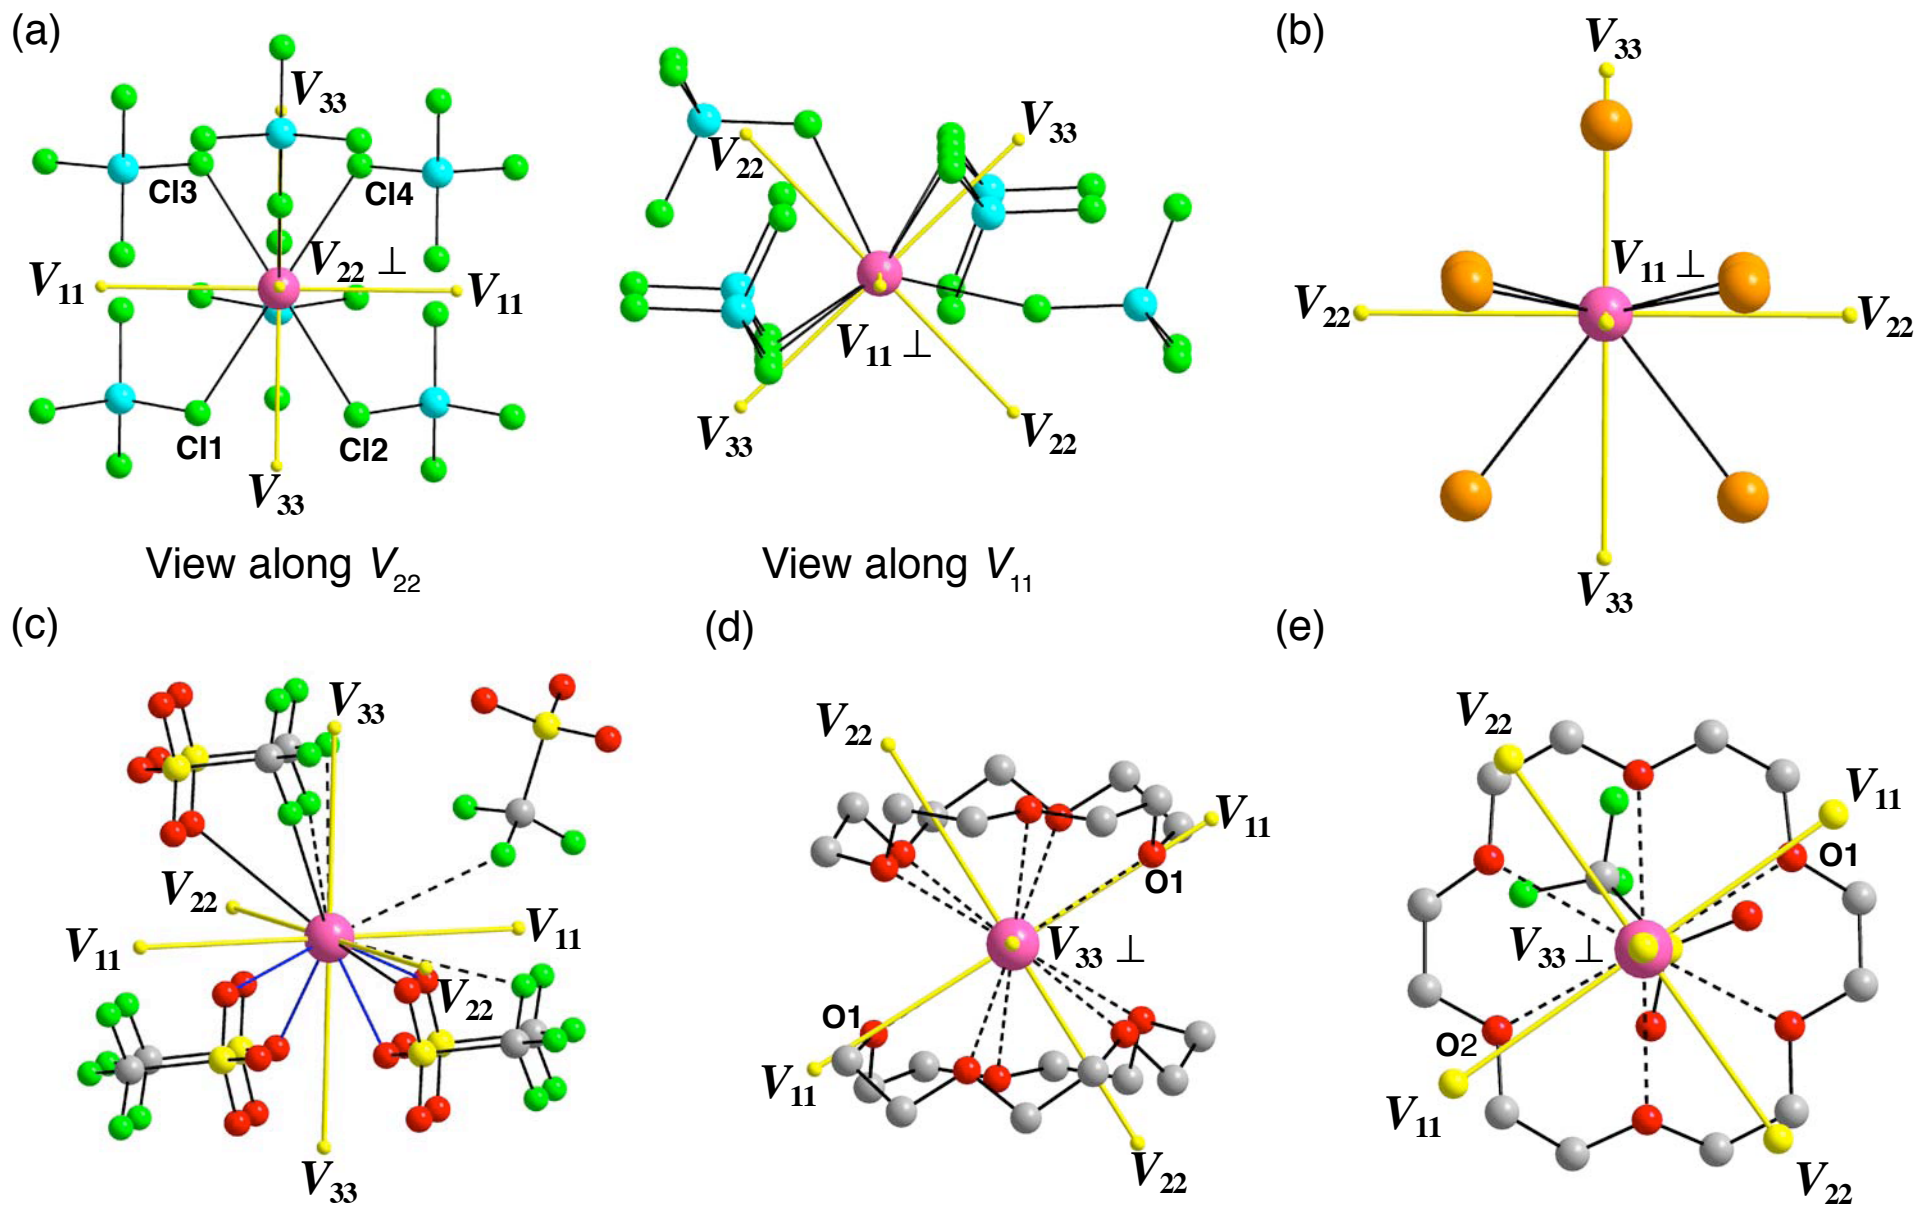 (a)
V33
Cl3
Cl4
V11
V22 ⊥
V11
Cl1
Cl2
V33
View along V22
V22
V33
V11 ⊥
V33
V22
View along V11
(b)
V33
V11 ⊥
V22
V22
V33
(c)
V33
V22
V11
V11
V22
V33
(d)
V22
V11
O1
V33 ⊥
O1
V11
V22
(e)
V22
V11
O1
V33 ⊥
O2
V11
V22